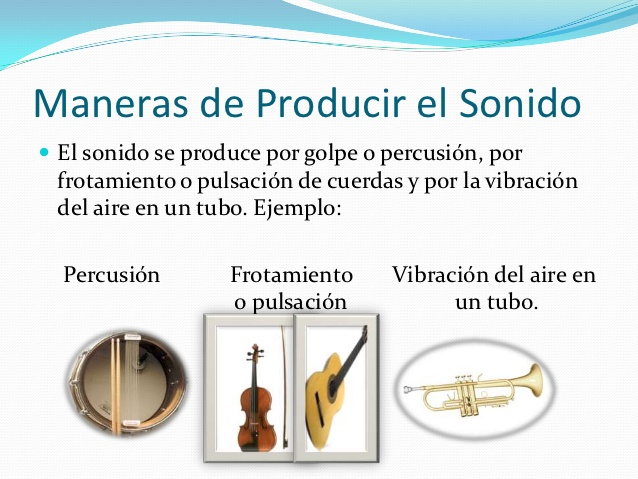 Maneras de Producir el Sonido
El sonido se produce por golpe o percusión, por
frotamiento o pulsación de cuerdas y por la vibración
del aire en un tubo. Ejemplo:
Percusión
Frotamiento
o pulsación
Vibración del aire en
un tubo.